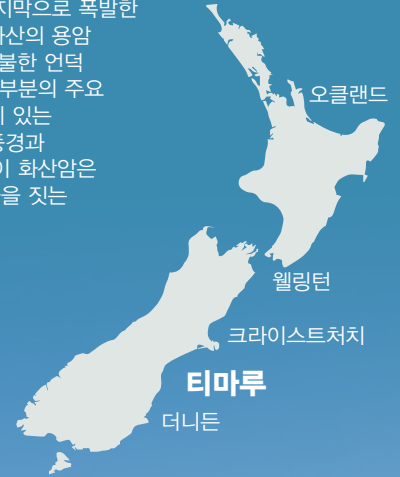 지막으로 폭발한
화산의 용암
불한 언덕
부분의 주요
이 있는
풍경과
이 화산암은
을 짓는
오클랜드
웰링턴
크라이스트처치
티마루
더니든